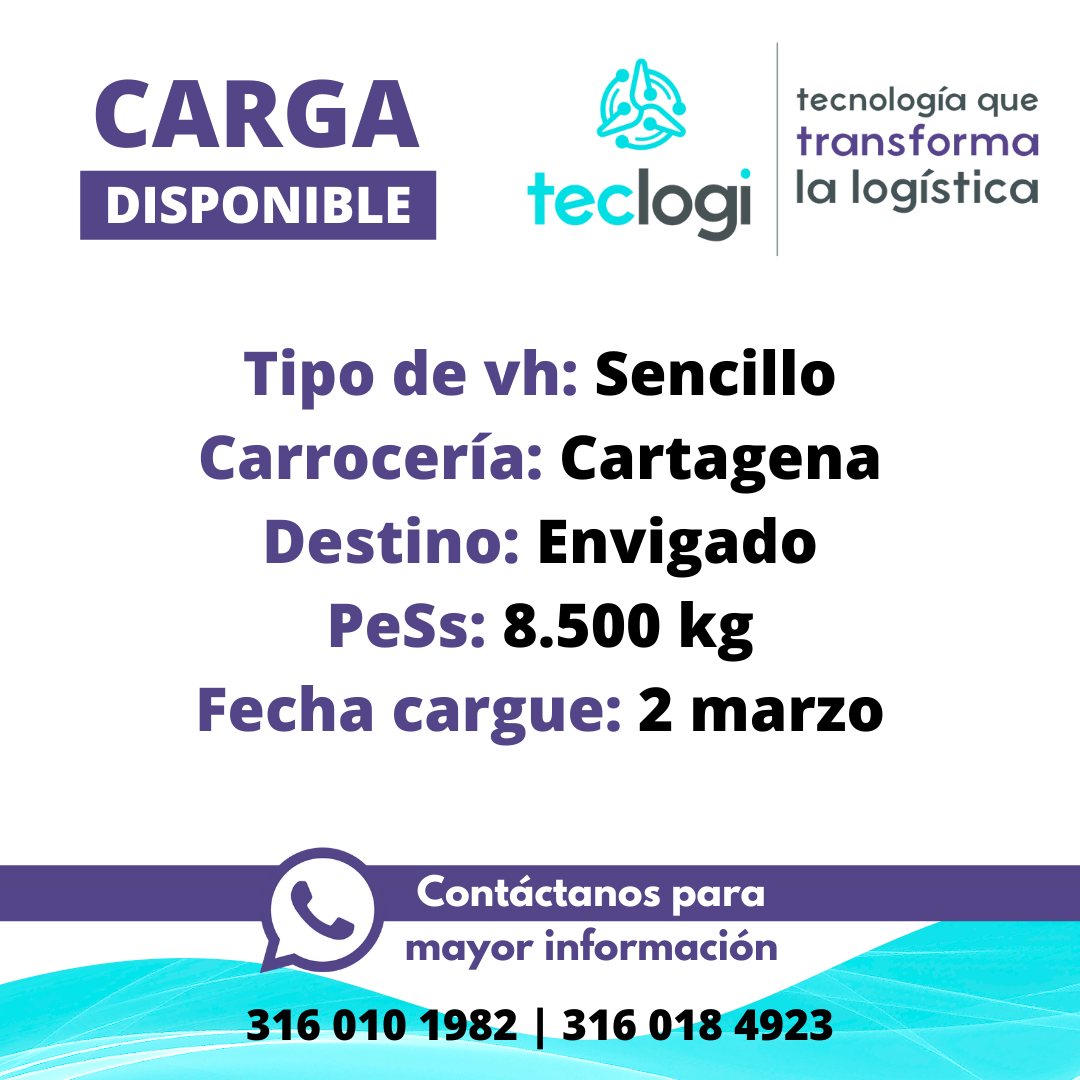 CARGA
DISPONIBLE
teclogi
tecnología que
transforma
la logística
Tipo de vh: Sencillo
Carrocería: Cartagena
Destino: Envigado
PeSs: 8.500 kg
Fecha cargue: 2 marzo
Contáctanos para
mayor información
316 010 1982 | 316 018 4923